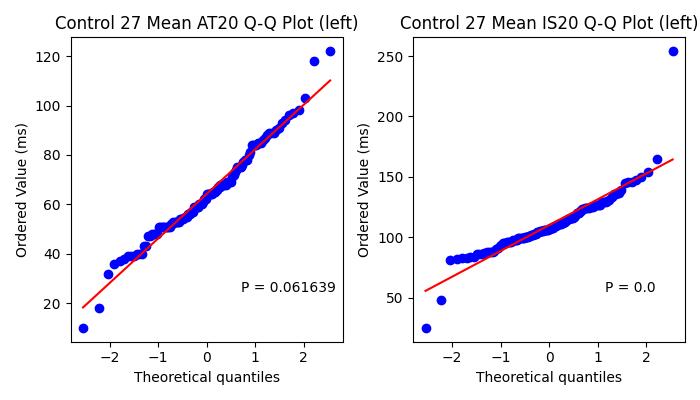 Control 27 Mean AT20 Q-Q Plot (left)
120
100
80
60
40
20
Ordered Value (ms)
P = 0.061639
−2
−1
0
1
2
Theoretical quantiles
Control 27 Mean IS20 Q-Q Plot (left)
250
200
150
100
50
Ordered Value (ms)
P = 0.0
−2
−1
0
1
2
Theoretical quantiles